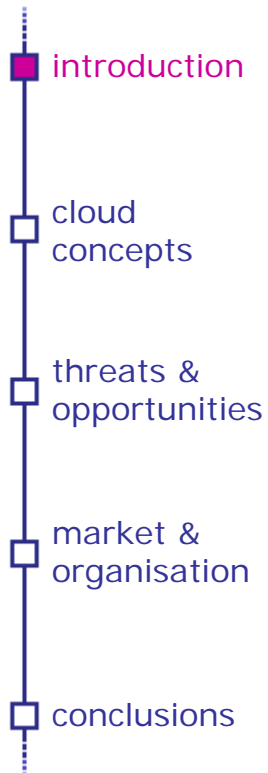 introduction
cloud
concepts
threats &
opportunities
market &
organisation
conclusions